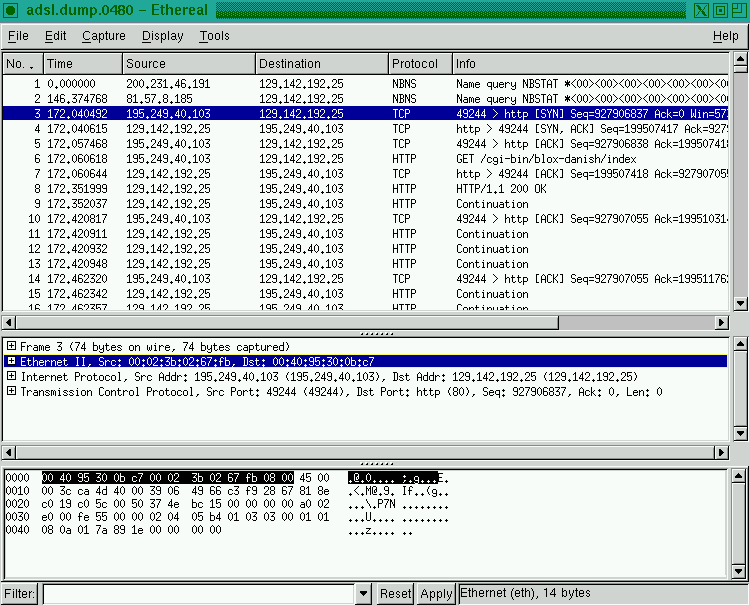 adsl.dump.0480 - Ethereal
File Edit Capture Display Tools Help
No. Time Source Destination Protocol Info
1 0.000000 200.231.46.191 129.142.192.25 NBNS Name query NBSTAT *<00><00><00><00><00><00>
2 146.374768 81.57.8.185 129.142.192.25 NBNS Name query NBSTAT *<00><00><00><00><00><00>
3 172.040492 195.249.40.103 129.142.192.25 TCP 49244 > http [SYN] Seq=927906837 Ack=0 Win=57
4 172.040615 129.142.192.25 195.249.40.103 TCP http > 49244 [SYN, ACK] Seq=199507417 Ack=927
5 172.057468 195.249.40.103 129.142.192.25 TCP 49244 > http [ACK] Seq=927906838 Ack=19950741
6 172.060618 195.249.40.103 129.142.192.25 HTTP GET /cgi-bin/blox-danish/index
7 172.060644 129.142.192.25 195.249.40.103 TCP http > 49244 [ACK] Seq=199507418 Ack=92790705
8 172.351999 129.142.192.25 195.249.40.103 HTTP HTTP/1.1 200 OK
9 172.352037 129.142.192.25 195.249.40.103 HTTP Continuation
10 172.420817 195.249.40.103 129.142.192.25 TCP 49244 > http [ACK] Seq=927907055 Ack=19951031
11 172.420911 129.142.192.25 195.249.40.103 HTTP Continuation
12 172.420932 129.142.192.25 195.249.40.103 HTTP Continuation
13 172.420948 129.142.192.25 195.249.40.103 HTTP Continuation
14 172.462320 195.249.40.103 129.142.192.25 TCP 49244 > http [ACK] Seq=927907055 Ack=19951176
15 172.462342 129.142.192.25 195.249.40.103 HTTP Continuation
16 172.462357 129.142.192.25 195.249.40.103 HTTP Continuation
Frame 3 (74 bytes on wire, 74 bytes captured)
Ethernet II, Src: 00:02:3b:02:67:fb, Dst: 00:40:95:30:0b:c7
Internet Protocol, Src Addr: 195.249.40.103 (195.249.40.103), Dst Addr: 129.142.192.25 (129.142.192.25)
Transmission Control Protocol, Src Port: 49244 (49244), Dst Port: http (80), Seq: 927906837, Ack: 0, Len: 0
0000 00 40 95 30 0b c7 00 02 3b 02 67 fb 08 00 45 00 .@.0.... ;.g...E.
0010 00 3c ca 4d 40 00 39 06 49 66 c3 f9 28 67 81 8e .<.M@.9. If..(g..
0020 c0 19 c0 5c 00 50 37 4e bc 15 00 00 00 00 a0 02 ...\.P7N ........
0030 e0 00 fe 55 00 00 02 04 05 b4 01 03 03 00 01 01 ...U.... ........
0040 08 0a 01 7a 89 1e 00 00 00 00 ...z.... ..
Filter: Reset Apply Ethernet (eth), 14 bytes